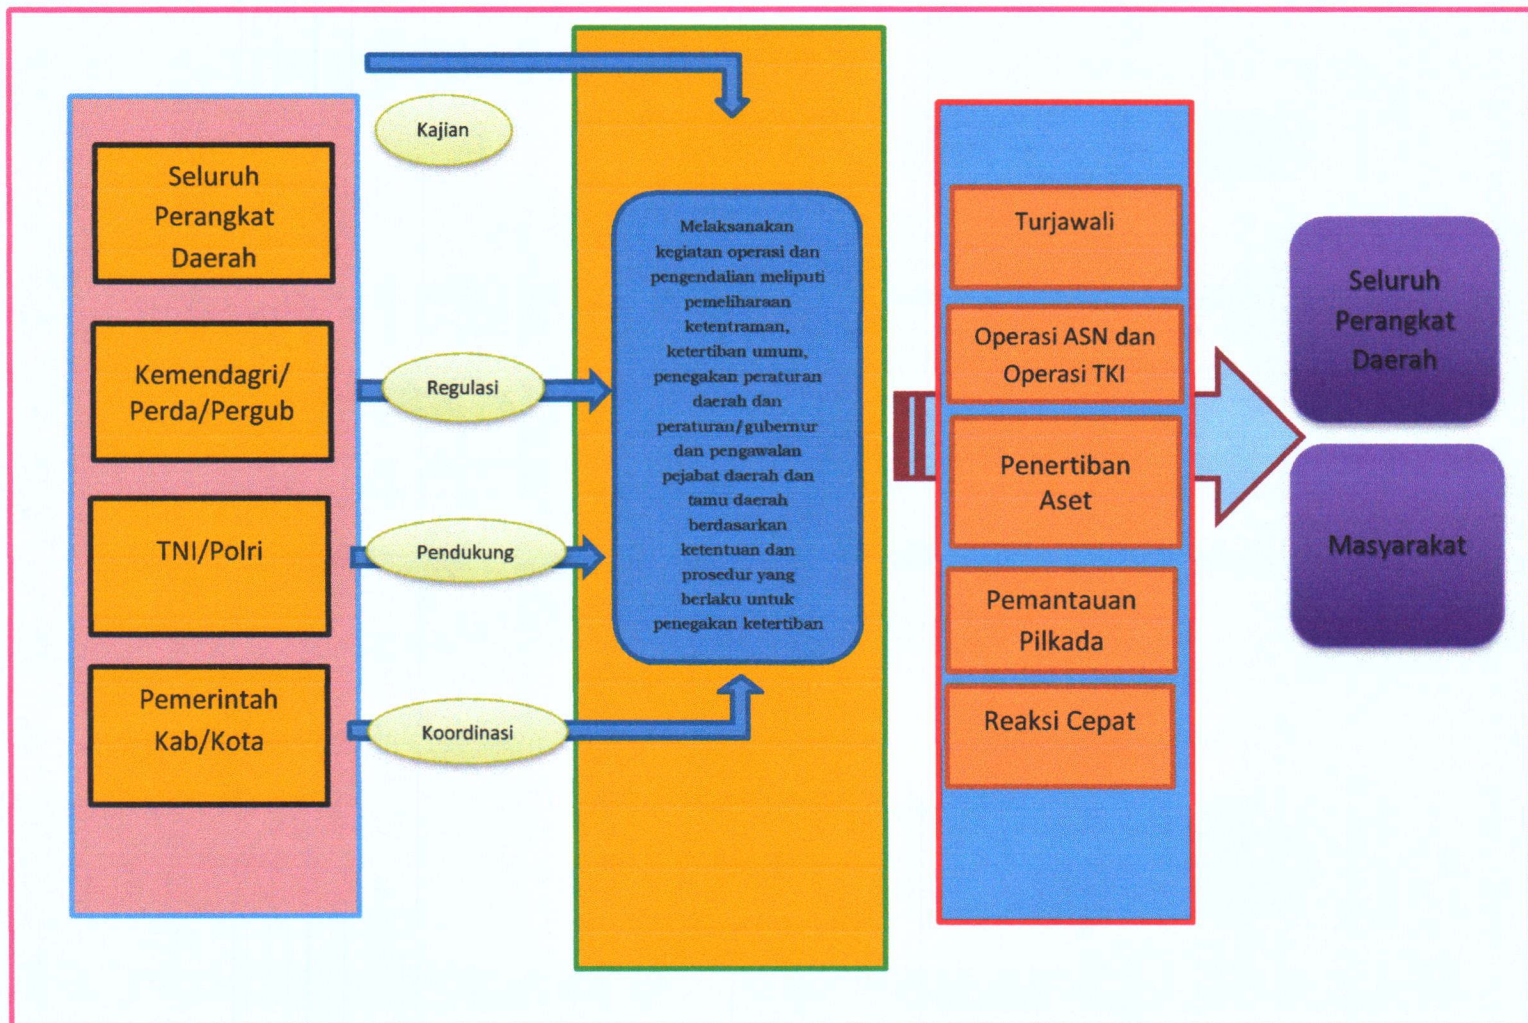 Kajian
Seluruh
Perangkat
Daerah
Kemendagri/
Perda/Pergub
TNI/Polri
Pemerintah
Kab/Kota
Regulasi
Pendukung
Koordinasi
Melaksanakan
kegiatan operasi dan
pengendalian meliputi
pemeliharaan
ketentraman,
ketertiban umum,
penegakan peraturan
daerah dan
peraturan/gubernur
dan pengawalan
pejabat daerah dan
tamu daerah
berdasarkan
ketentuan dan
prosedur yang
berlaku untuk
penegakan ketertiban
Turjawali
Operasi ASN dan
Operasi TKI
Penertiban
Aset
Pemantauan
Pilkada
Reaksi Cepat
Seluruh
Perangkat
Daerah
Masyarakat